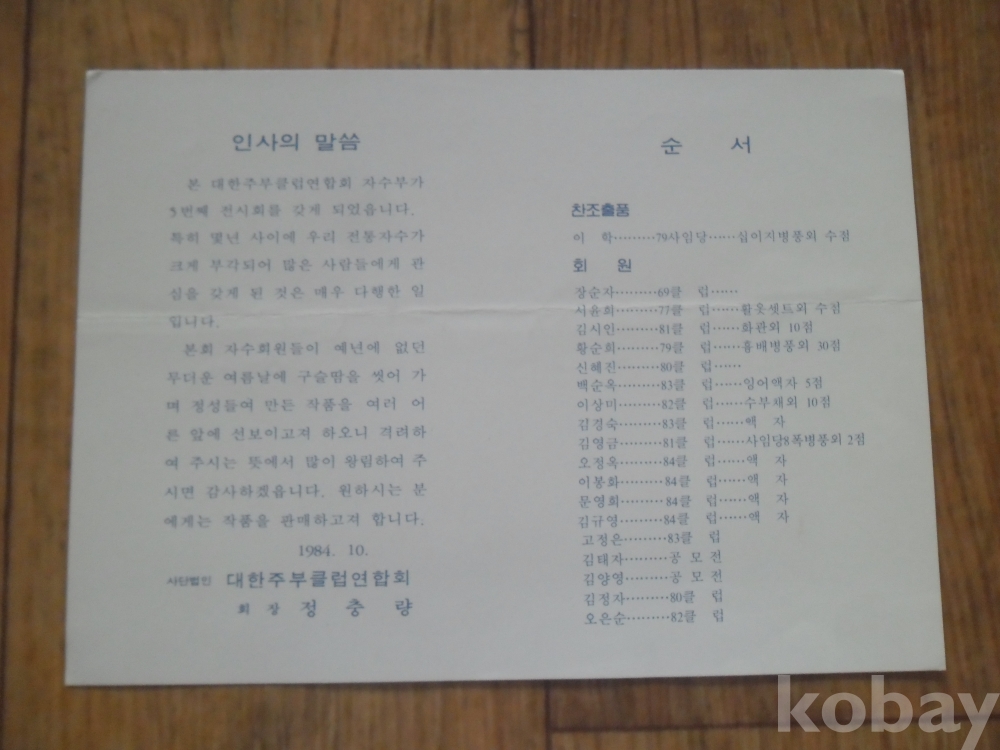 인사의 말씀
본 대한주부클럽연합회 자수부가
5번째 전시회를 갖게 되었읍니다.
특히 몇년 사이에 우리 전통자수가
크게 부각되어 많은 사람들에게 관
심을 갖게 된 것은 매우 다행한 일
입니다.
본회 자수회원들이 예년에 없던
무더운 여름날에 구슬땀을 씻어 가
며 정성들여 만든 작품을 여러 어
른 앞에 선보이고져 하오니 격려하
여 주시는 뜻에서 많이 왕림하여 주
시면 감사하겠읍니다. 원하시는 분
에게는 작품을 판매하고져 합니다.
1984. 10.
사단법인 대한주부클럽연합회
회 장 정 충 량
순 서
찬조출품
이 학………79사임당……십이지병풍외 수점
회 원
장순자………69클 럽……
서윤희………77클 럽……활옷셋트외 수점
김시인………81클 럽……화관외 10점
황순희………79클 럽……흉배병풍외 30점
신혜진………80클 럽……
백순옥………83클 럽……잉어액자 5점
이상미………82클 럽……수부채외 10점
김경숙………83클 럽……액 자
김영금………81클 럽……사임당8폭병풍외 2점
오정옥………84클 럽……액 자
이봉화………84클 럽……액 자
문영희………84클 럽……액 자
김규영………84클 럽……액 자
고정은………83클 럽
김태자………공 모 전
김양영………공 모 전
김정자………80클 럽
오은순………82클 럽
kobay